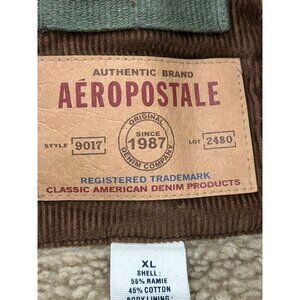 AUTHENTIC BRAND
AÉROPOSTALE
ORIGINAL
STYLE 9017 SINCE 1987 LOT 2480
DENIM COMPANY
REGISTERED TRADEMARK
CLASSIC AMERICAN DENIM PRODUCTS
XL
SHELL:
55% RAMIE
45% COTTON
BODY LINING: